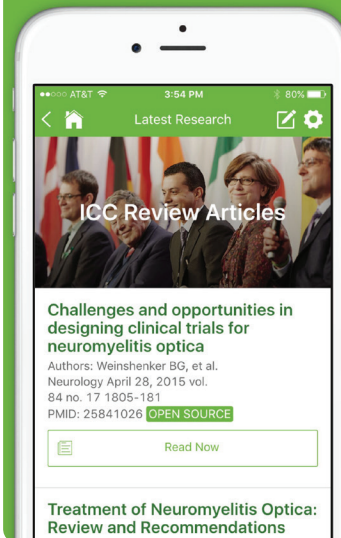 AT&T 3:54 PM 80%
Latest Research
ICC Review Articles
Challenges and opportunities in
designing clinical trials for
neuromyelitis optica
Authors: Weinshenker BG, et al.
Neurology April 28, 2015 vol.
84 no. 17 1805-181
PMID: 25841026 OPEN SOURCE
Read Now
Treatment of Neuromyelitis Optica:
Review and Recommendations